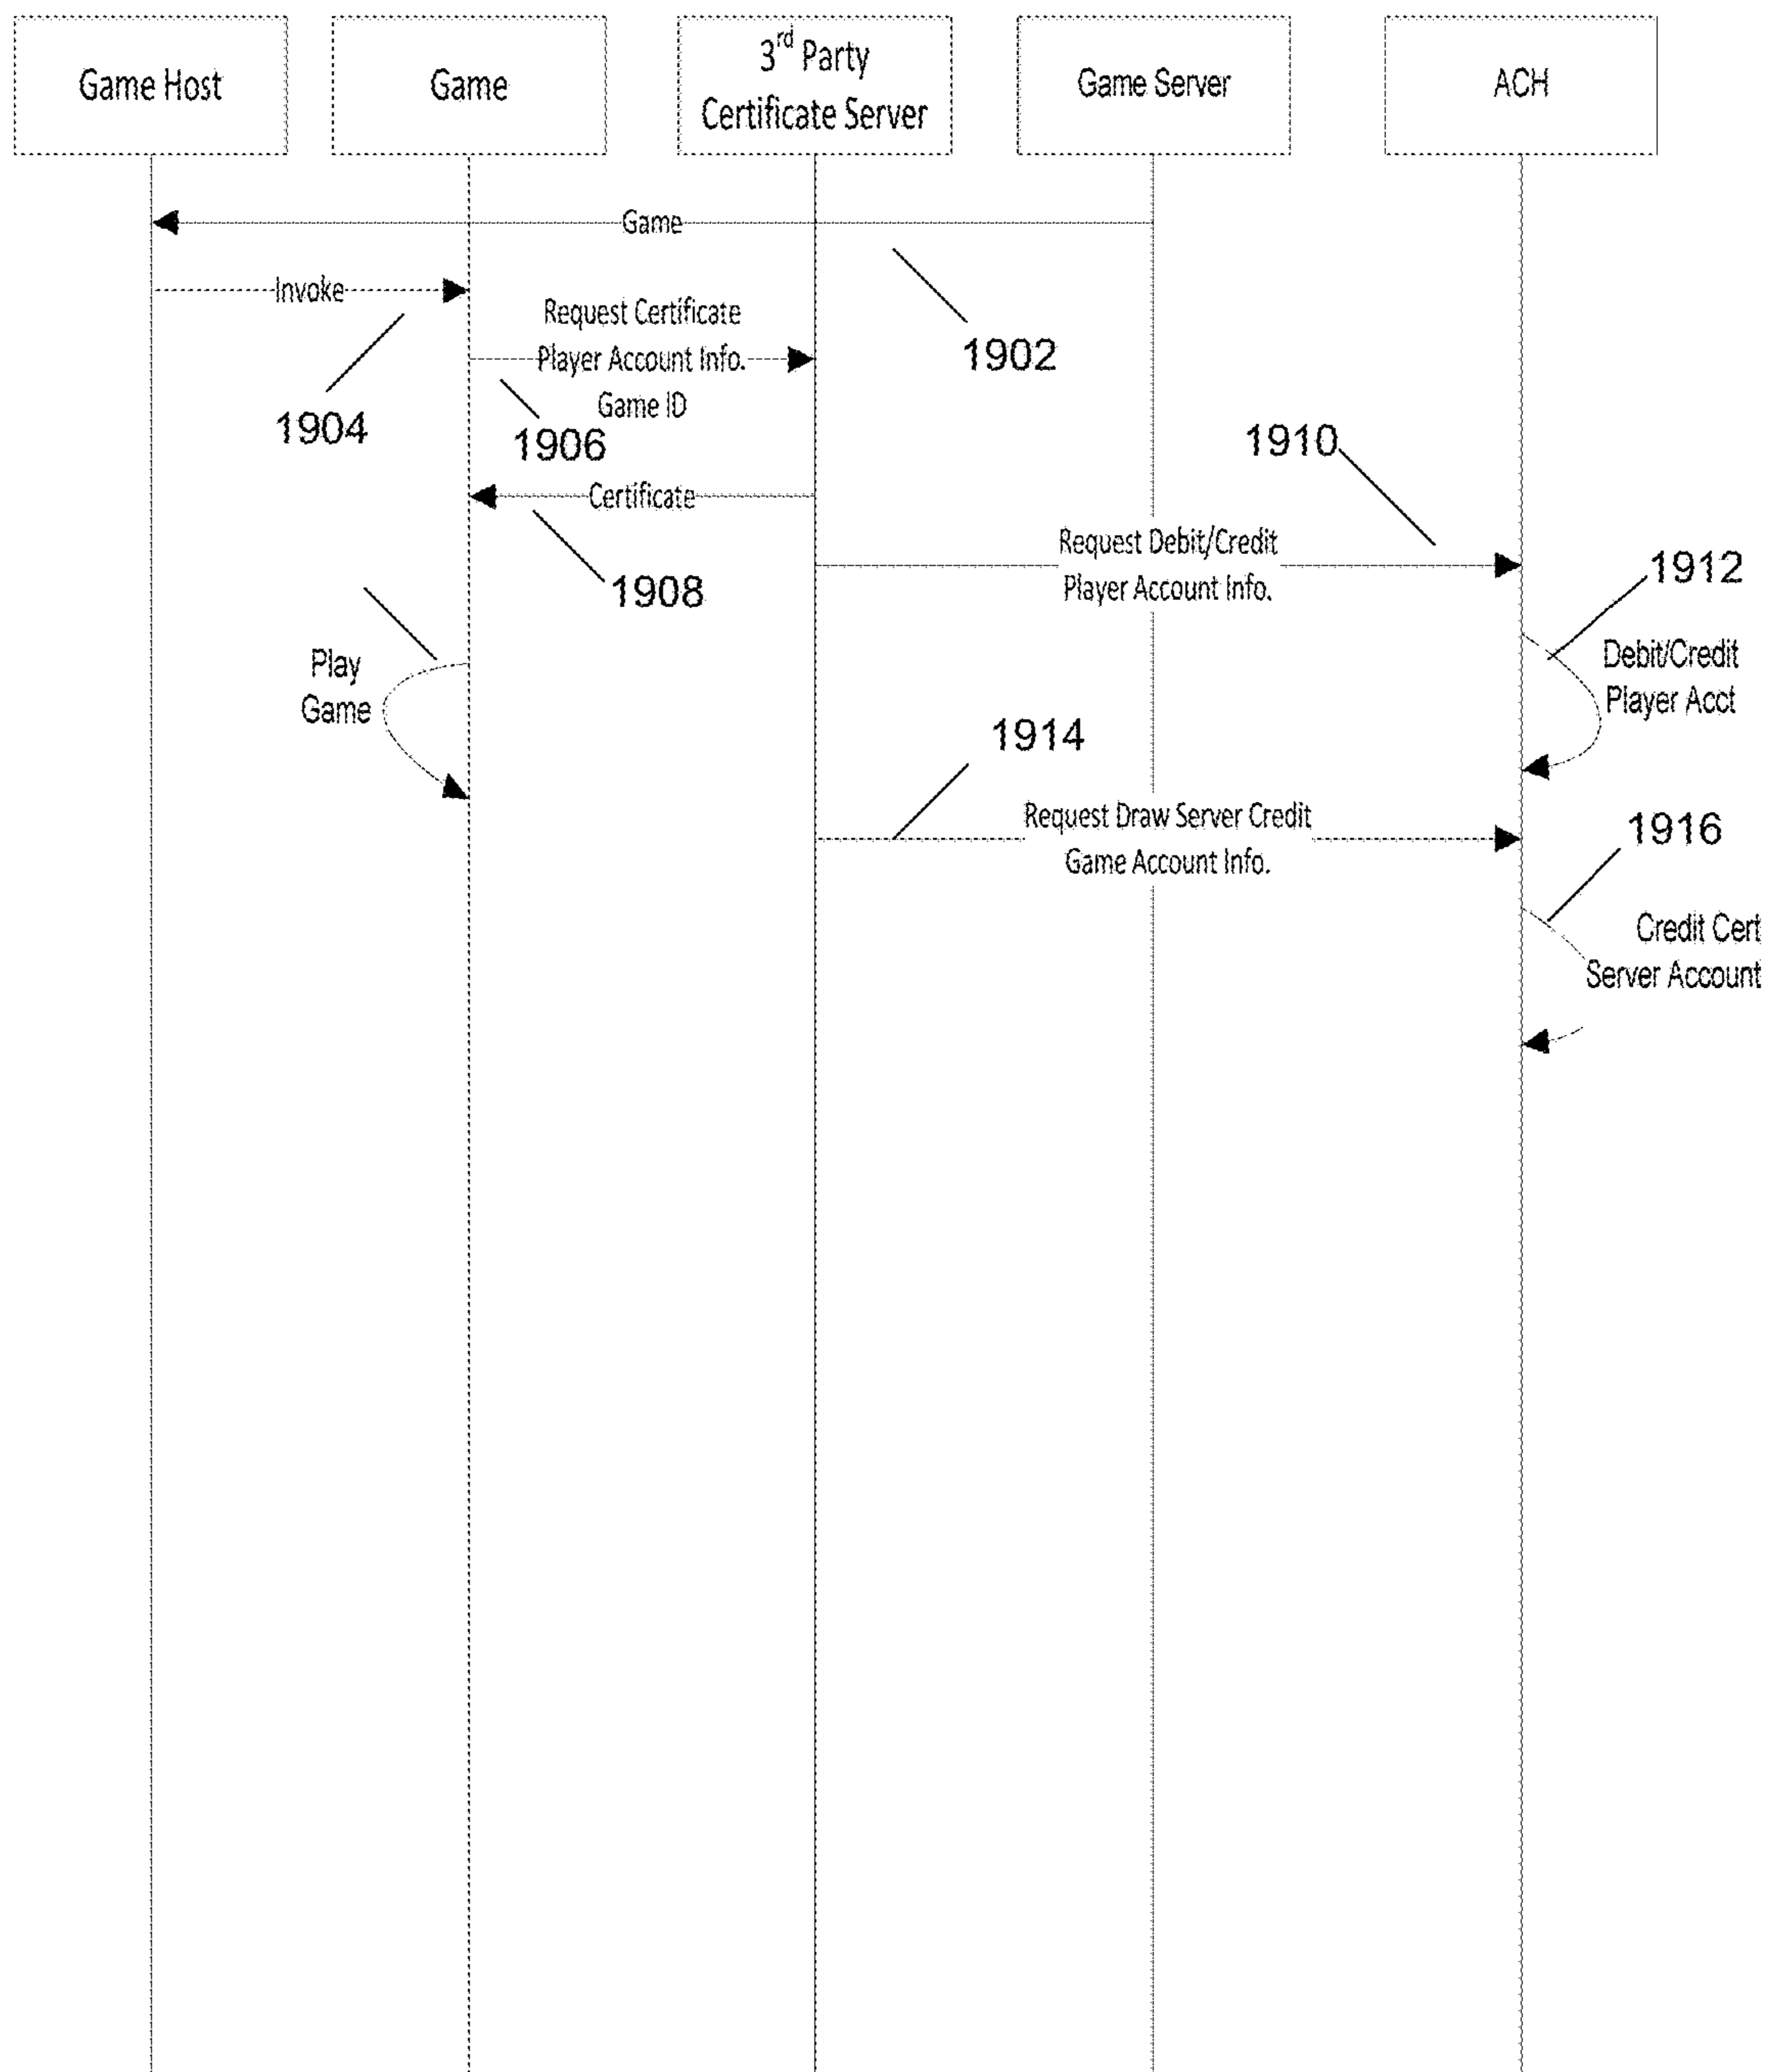 Game Host
Game
3rd Party
Certificate Server
Game Server
ACH
Game
Invoke
Request Certificate
Player Account Info.
Game ID
1902
1904
1906
1910
Certificate
Request Debit/Credit
Player Account Info.
1908
1912
Play
Game
Debit/Credit
Player Acct
1914
Request Draw Server Credit
Game Account Info.
1916
Credit Cert
Server Account